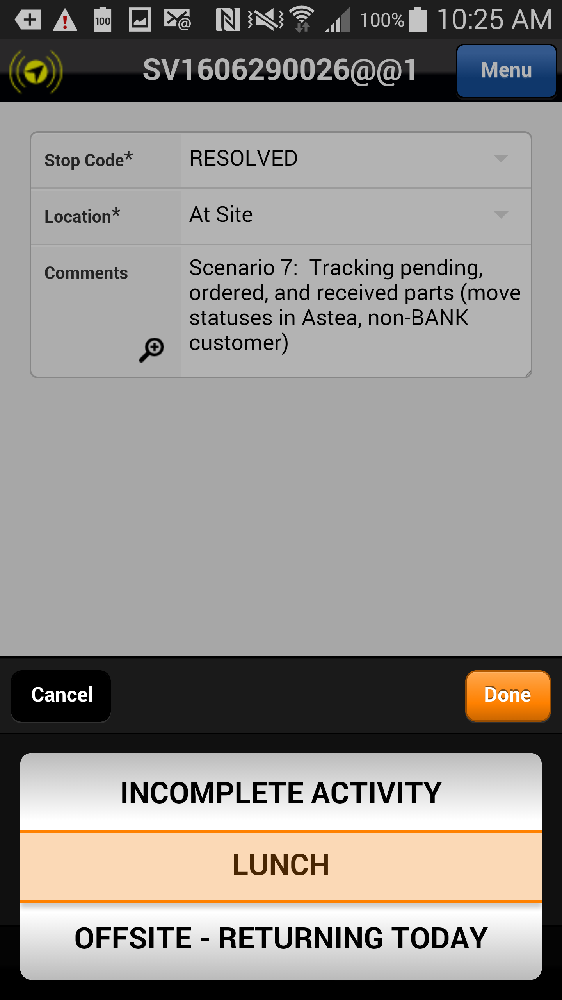 100 100% 10:25 AM
SV1606290026@@1 Menu
Stop Code* RESOLVED
Location* At Site
Comments Scenario 7:  Tracking pending,
ordered, and received parts (move
statuses in Astea, non-BANK
customer)
Cancel Done
INCOMPLETE ACTIVITY
LUNCH
OFFSITE - RETURNING TODAY